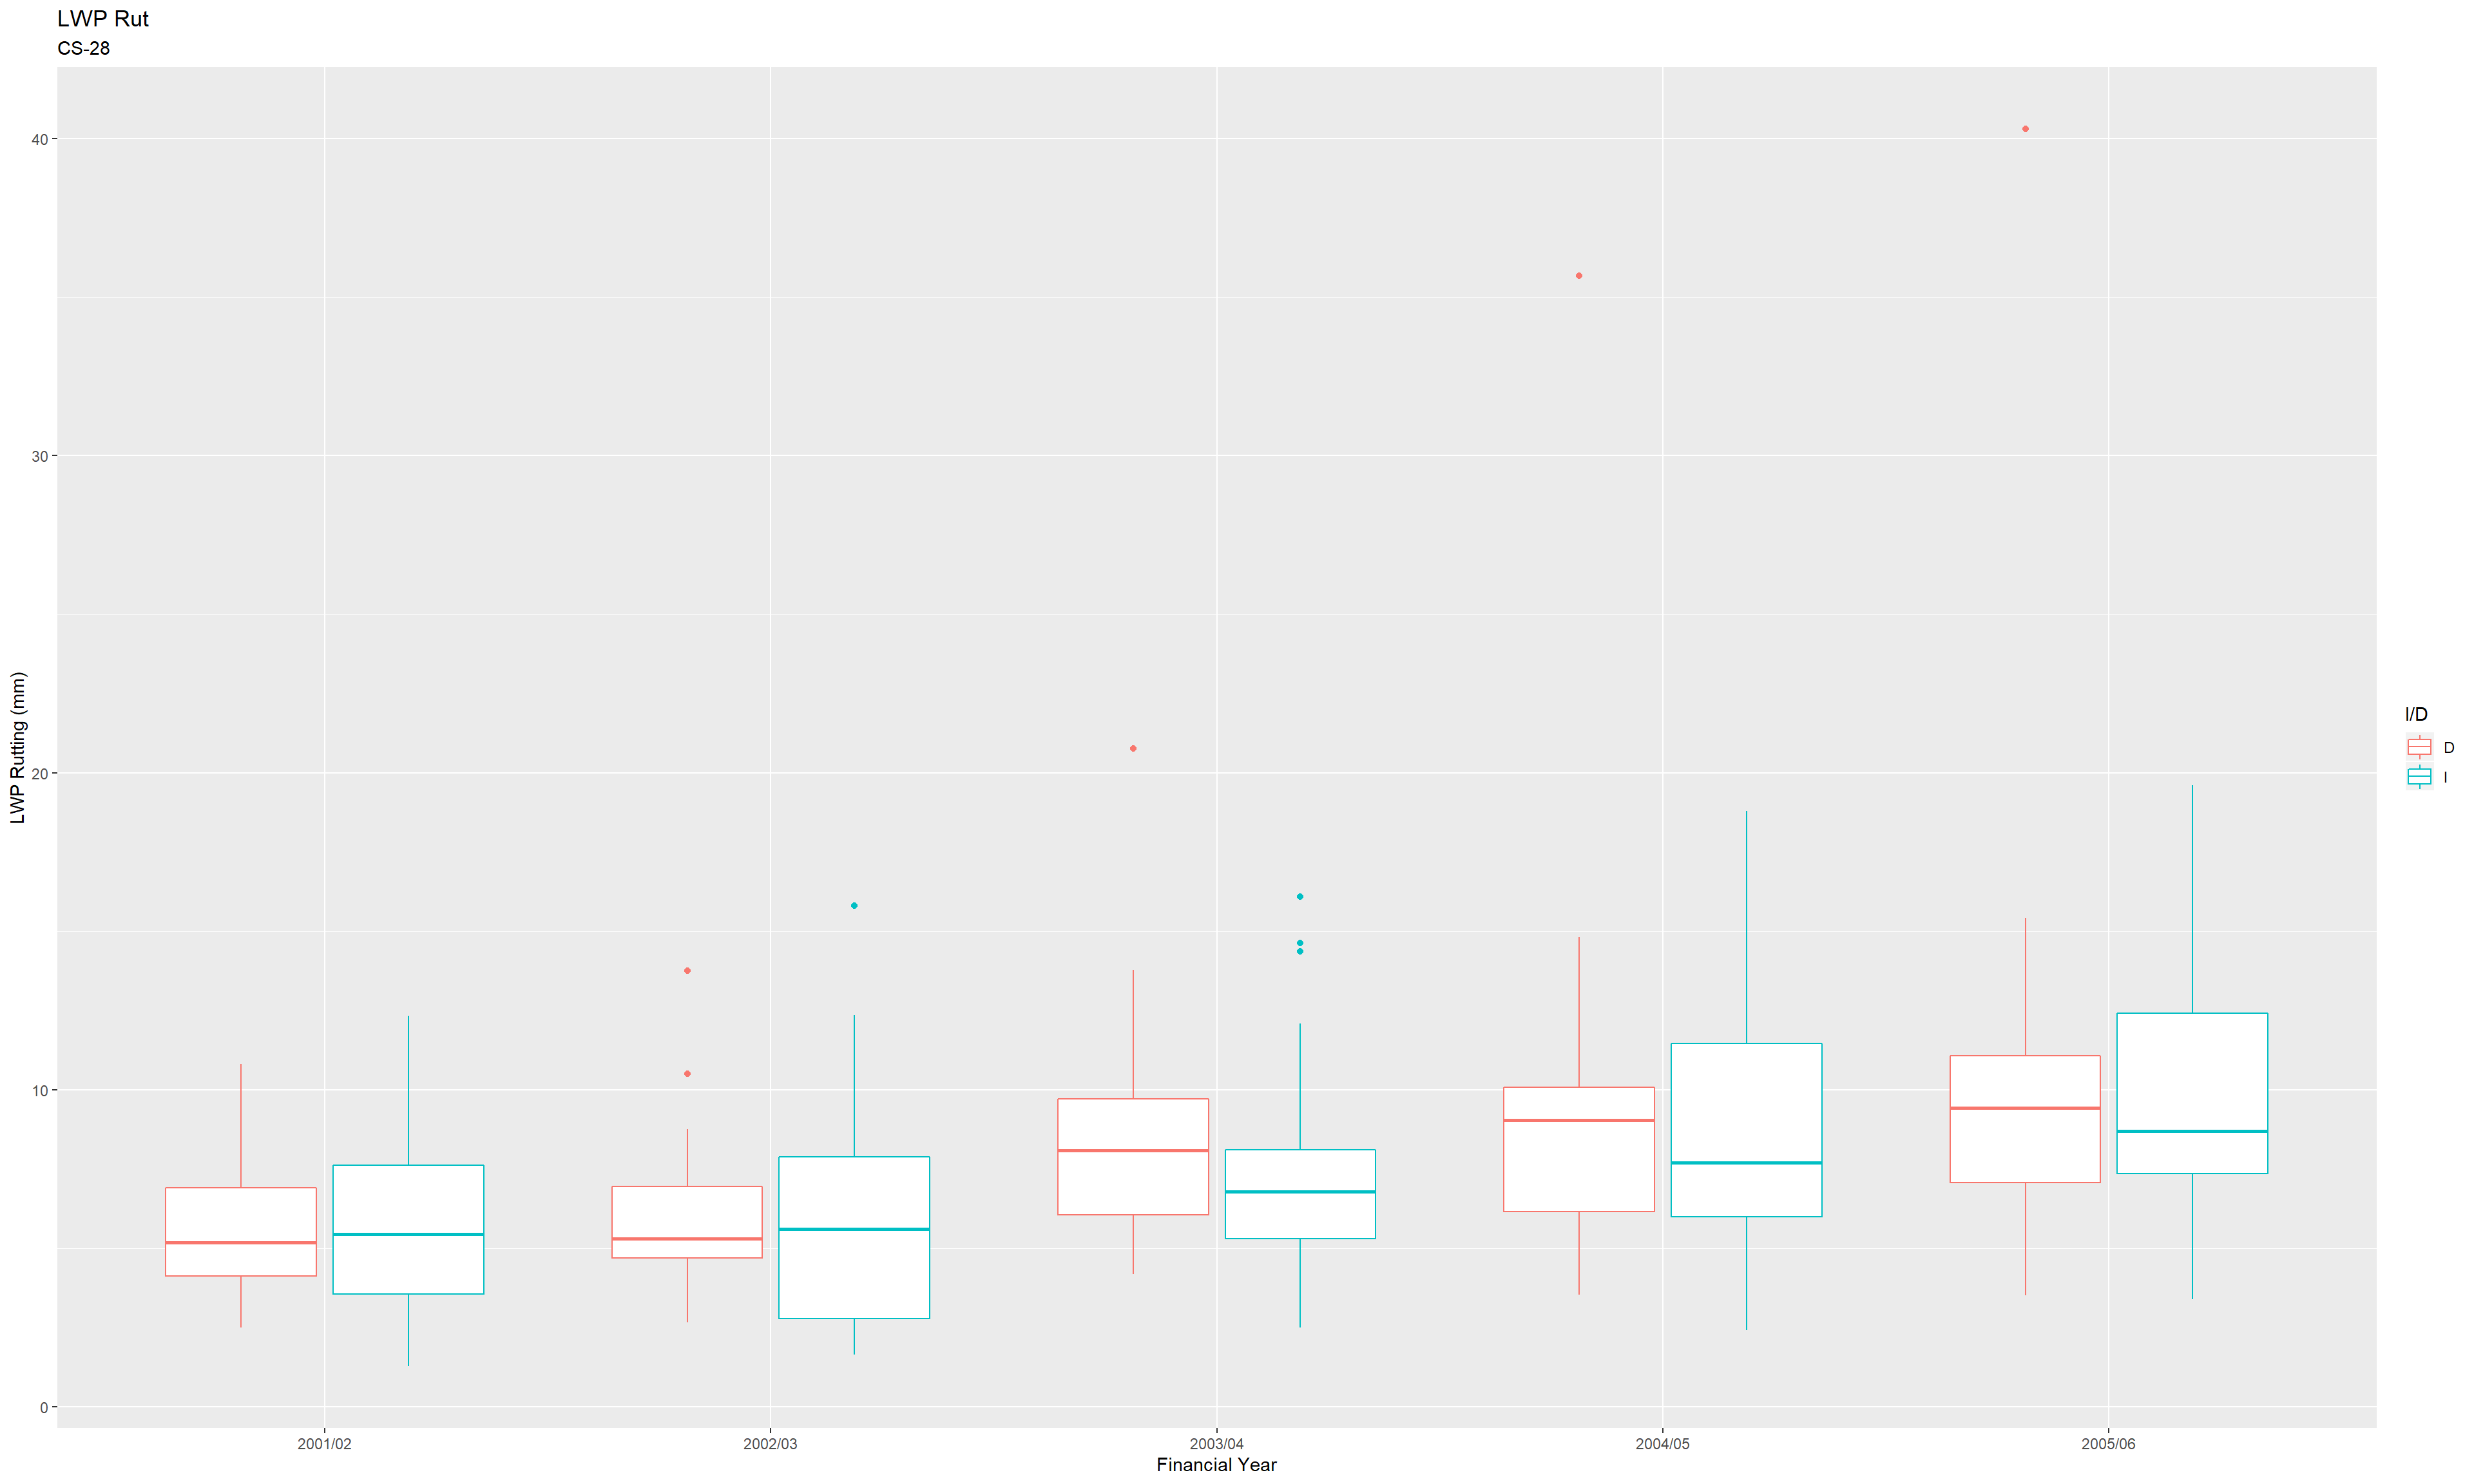 LWP Rut
CS-28
LWP Rutting (mm)
40
30
20
10
0
2001/02
2002/03
2003/04
2004/05
2005/06
Financial Year
I/D
D
I